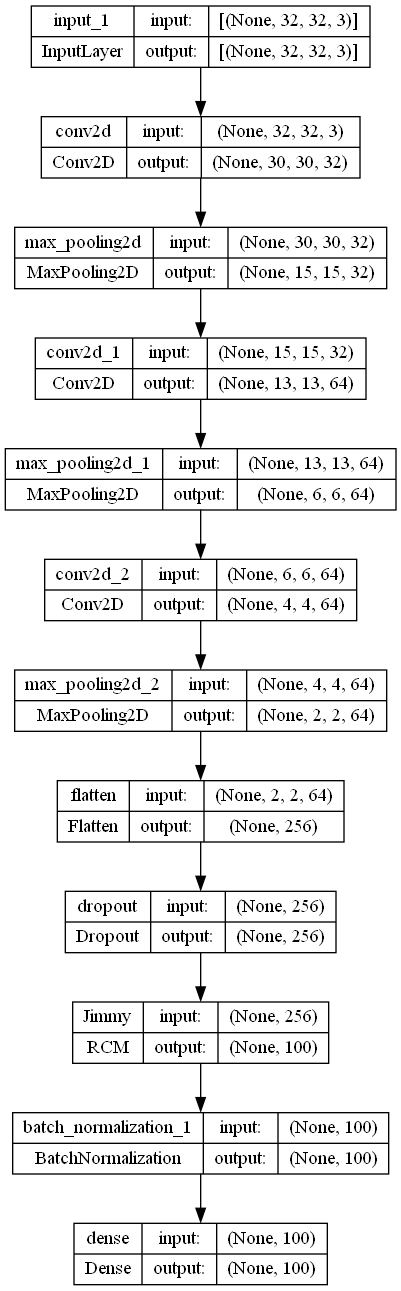 input_1 input: [(None, 32, 32, 3)]
InputLayer output: [(None, 32, 32, 3)]
conv2d input: (None, 32, 32, 3)
Conv2D output: (None, 30, 30, 32)
max_pooling2d input: (None, 30, 30, 32)
MaxPooling2D output: (None, 15, 15, 32)
conv2d_1 input: (None, 15, 15, 32)
Conv2D output: (None, 13, 13, 64)
max_pooling2d_1 input: (None, 13, 13, 64)
MaxPooling2D output: (None, 6, 6, 64)
conv2d_2 input: (None, 6, 6, 64)
Conv2D output: (None, 4, 4, 64)
max_pooling2d_2 input: (None, 4, 4, 64)
MaxPooling2D output: (None, 2, 2, 64)
flatten input: (None, 2, 2, 64)
Flatten output: (None, 256)
dropout input: (None, 256)
Dropout output: (None, 256)
Jimmy input: (None, 256)
RCM output: (None, 100)
batch_normalization_1 input: (None, 100)
BatchNormalization output: (None, 100)
dense input: (None, 100)
Dense output: (None, 100)